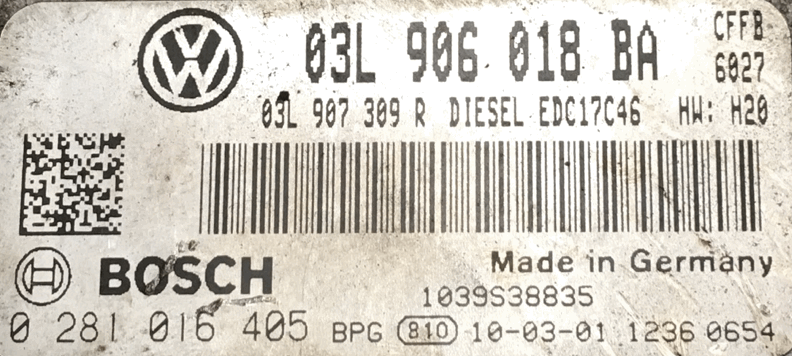 03L 906 018 BA CFFB
6027
03L 907 309 R DIESEL EDC17C46 HW: H20
BOSCH
Made in Germany
1039S38835
0 281 016 405 BPG 810 10-03-01 1236 0654